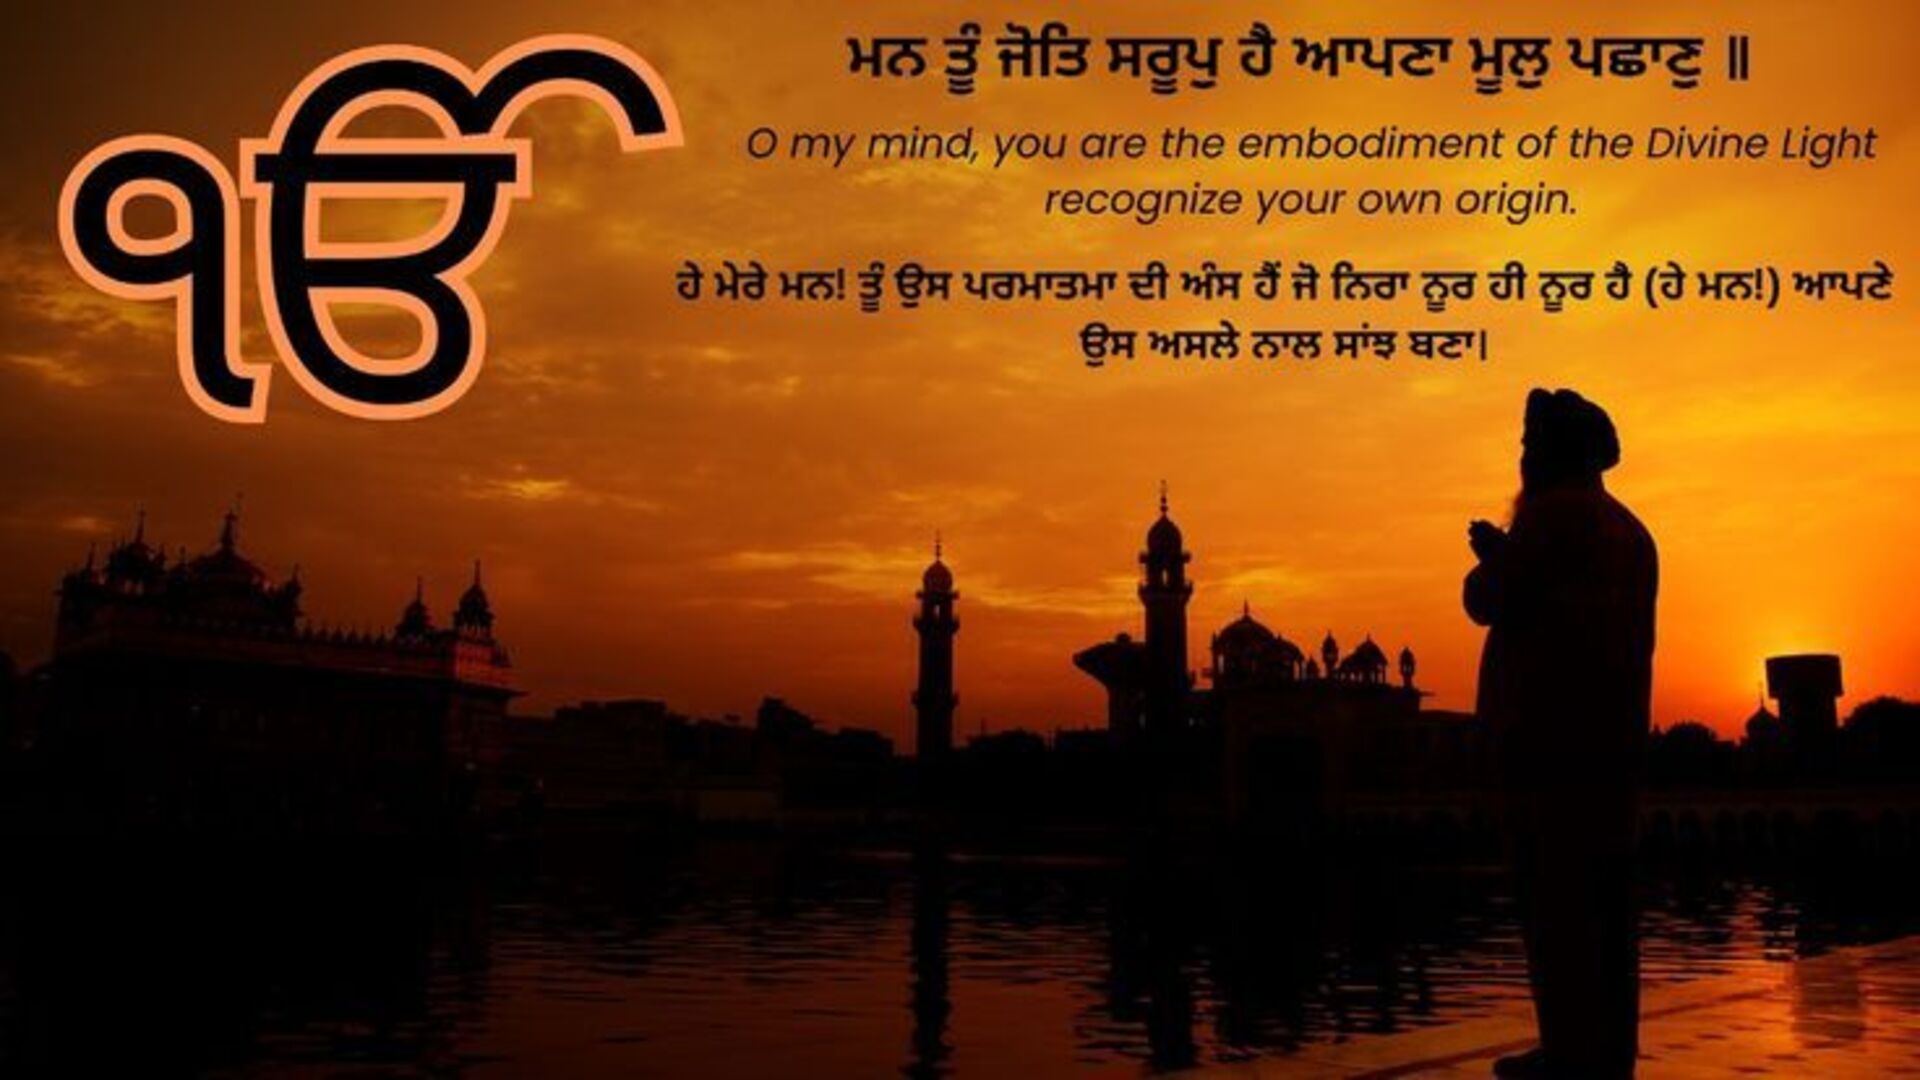 ੴ
ਮਨ ਤੂੰ ਜੋਤਿ ਸਰੂਪੁ ਹੈ ਆਪਣਾ ਮੂਲੁ ਪਛਾਣੁ ॥
O my mind, you are the embodiment of the Divine Light
recognize your own origin.
ਹੇ ਮੇਰੇ ਮਨ! ਤੂੰ ਉਸ ਪਰਮਾਤਮਾ ਦੀ ਅੰਸ ਹੈਂ ਜੋ ਨਿਰਾ ਨੂਰ ਹੀ ਨੂਰ ਹੈ (ਹੇ ਮਨ!) ਆਪਣੇ
ਉਸ ਅਸਲੇ ਨਾਲ ਸਾਂਝ ਬਣਾ।